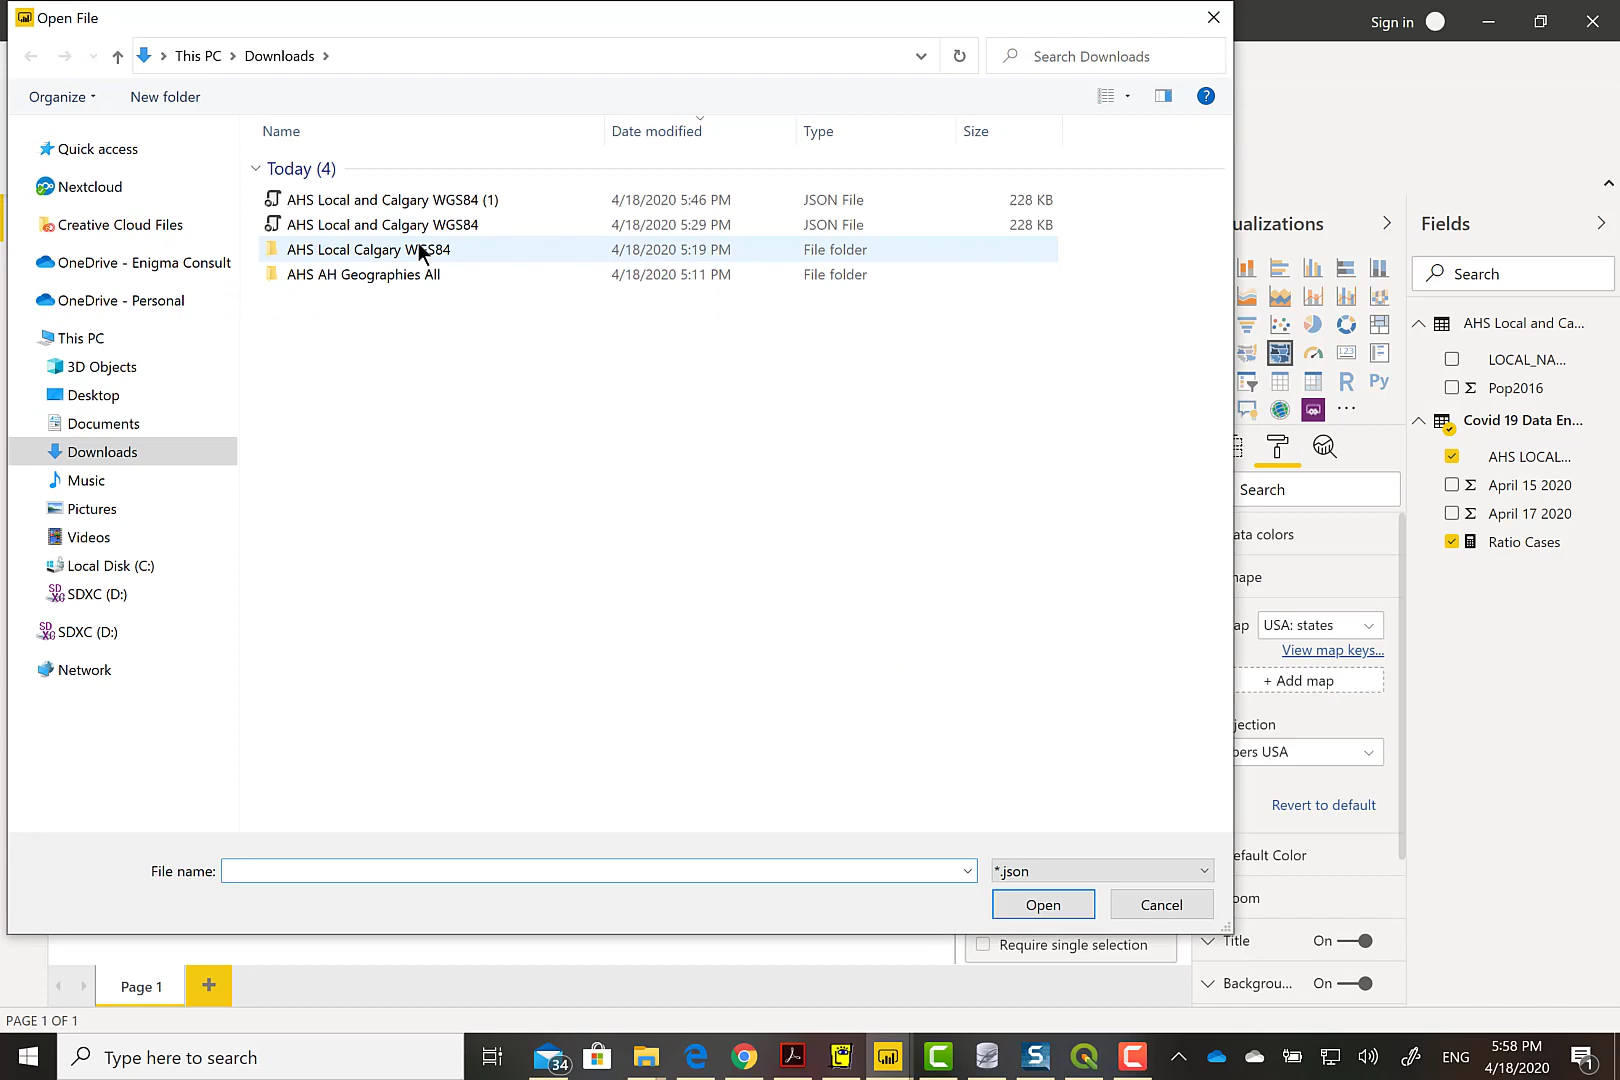 Open File
Sign in
This PC
Downloads
Search Downloads
Organize
New folder
?
Name
Date modified
Type
Size
Today (4)
AHS Local and Calgary WGS84 (1)
4/18/2020 5:46 PM
JSON File
228 KB
AHS Local and Calgary WGS84
4/18/2020 5:29 PM
JSON File
228 KB
AHS Local Calgary WGS84
4/18/2020 5:19 PM
File folder
AHS AH Geographies All
4/18/2020 5:11 PM
File folder
Quick access
Nextcloud
Creative Cloud Files
OneDrive - Enigma Consult
OneDrive - Personal
This PC
3D Objects
Desktop
Documents
Downloads
Music
Pictures
Videos
Local Disk (C:)
SDXC (D:)
SDXC (D:)
Network
File name:
*.json
Open
Cancel
ualizations
R
Py
123
Search
ata colors
hape
ap
USA: states
View map keys...
+ Add map
jection
bers USA
Revert to default
efault Color
oom
Title
On
Backgrou...
On
Fields
Search
AHS Local and Ca...
LOCAL_NA...
Σ Pop2016
Covid 19 Data En...
AHS LOCAL...
Σ April 15 2020
Σ April 17 2020
Ratio Cases
Require single selection
Page 1
+
PAGE 1 OF 1
Type here to search
34
ENG
5:58 PM
4/18/2020
1